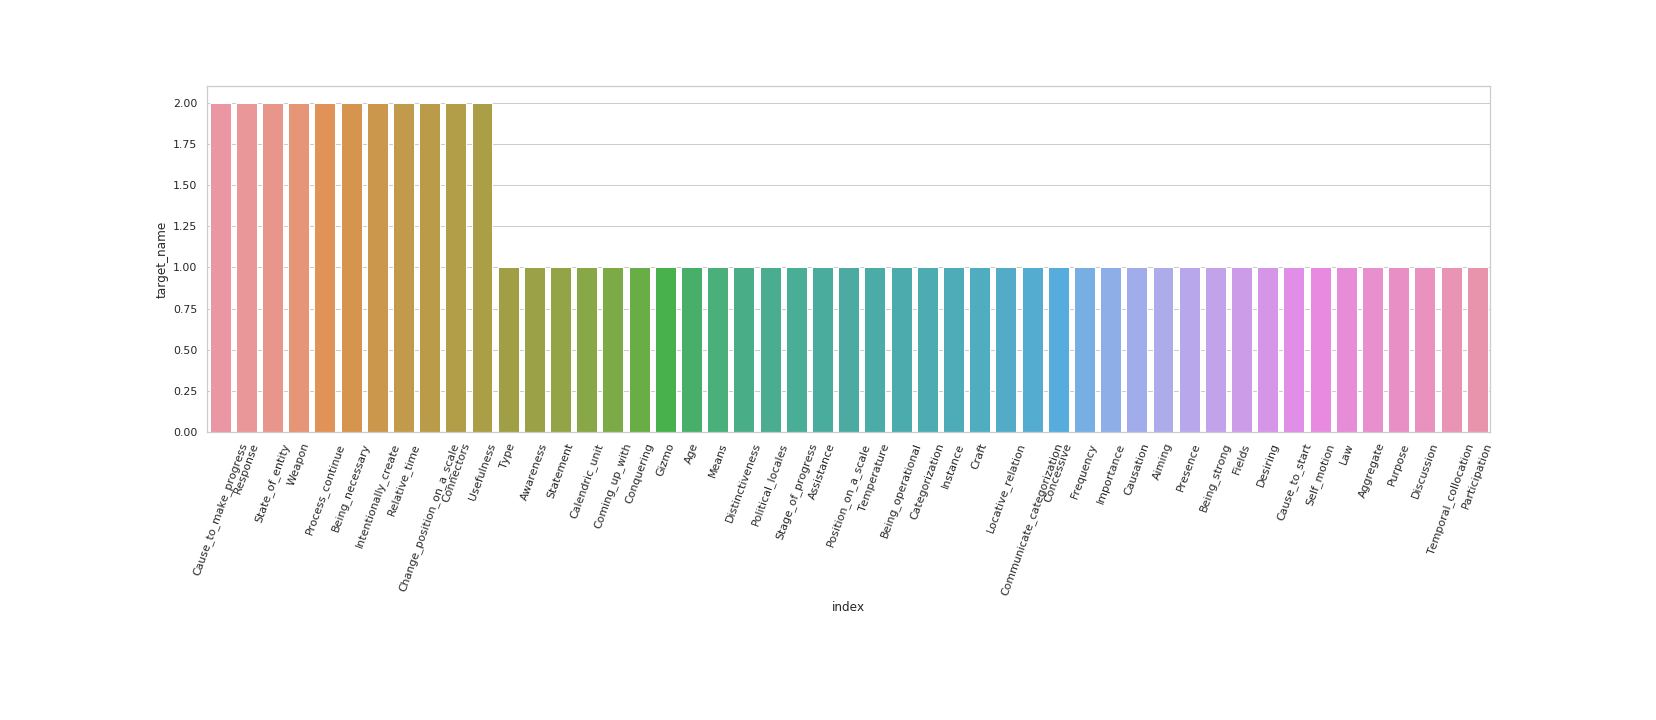 2.00
1.75
1.50
1.25
1.00
0.75
0.50
0.25
0.00
target_name
Cause_to_make_progress
Response
State_of_entity
Weapon
Process_continue
Being_necessary
Intentionally_create
Relative_time
Change_position_on_a_scale
Connectors
Usefulness
Type
Awareness
Statement
Calendric_unit
Coming_up_with
Conquering
Gizmo
Age
Means
Distinctiveness
Political_locales
Stage_of_progress
Assistance
Position_on_a_scale
Temperature
Being_operational
Categorization
Instance
Craft
Locative_relation
Communicate_categorization
Concessive
Frequency
Importance
Causation
Aiming
Presence
Being_strong
Fields
Desiring
Cause_to_start
Self_motion
Law
Aggregate
Purpose
Discussion
Temporal_collocation
Participation
index